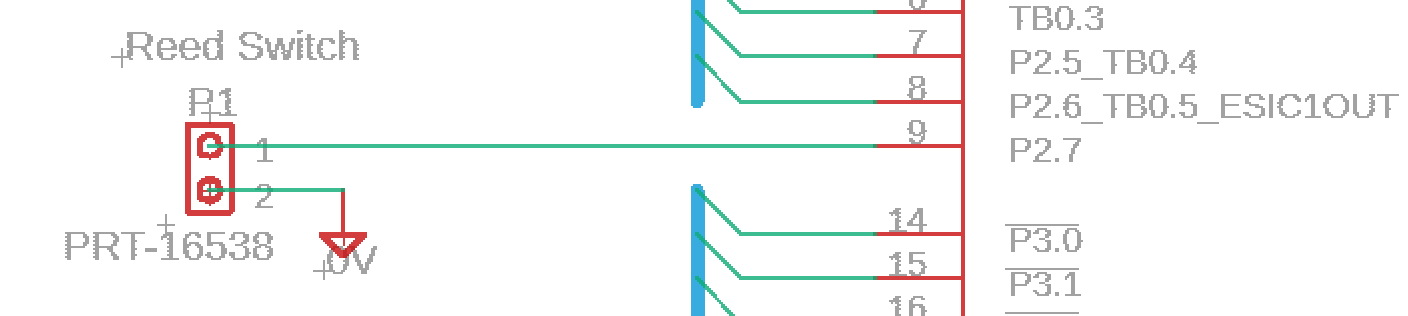 6
TB0.3
Reed Switch
7
P2.5_TB0.4
8
P2.6_TB0.5_ESIC1OUT
P1
1
9
P2.7
2
PRT-16538
0V
14
P3.0
15
P3.1
16